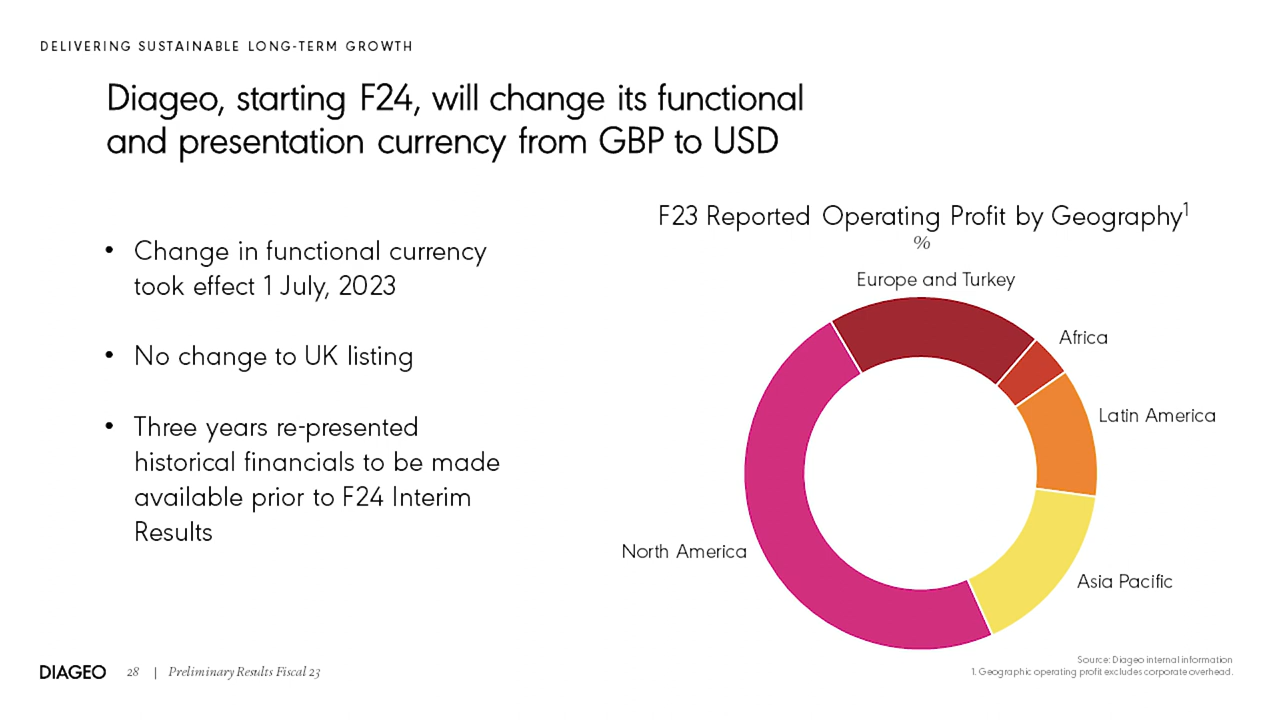 DELIVERING SUSTAINABLE LONG-TERM GROWTH
Diageo, starting F24, will change its functional
and presentation currency from GBP to USD
• Change in functional currency
took effect 1 July, 2023
• No change to UK listing
• Three years re-presented
historical financials to be made
available prior to F24 Interim
Results
F23 Reported Operating Profit by Geography¹
%
Europe and Turkey
Africa
Latin America
North America
Asia Pacific
DIAGEO 28 | Preliminary Results Fiscal 23
Source: Diageo internal information
1. Geographic operating profit excludes corporate overhead.